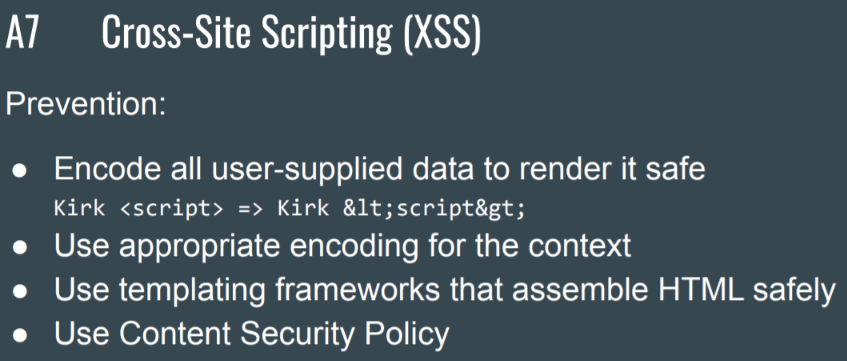 A7 Cross-Site Scripting (XSS)
Prevention:
● Encode all user-supplied data to render it safe
Kirk <script> => Kirk &lt;script&gt;
● Use appropriate encoding for the context
● Use templating frameworks that assemble HTML safely
● Use Content Security Policy